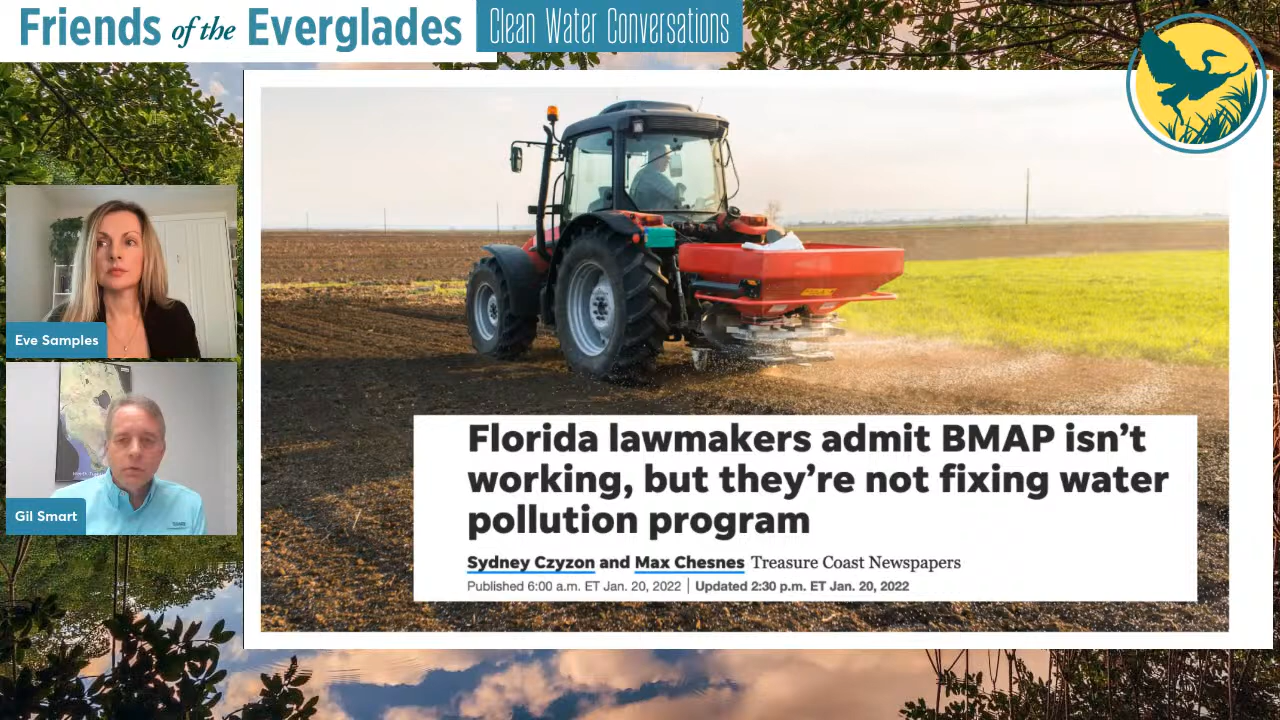 Friends of the Everglades
Clean Water Conversations
Eve Samples
Gil Smart
Florida lawmakers admit BMAP isn't
working, but they're not fixing water
pollution program
Sydney Czyzon and Max Chesnes Treasure Coast Newspapers
Published 6:00 a.m. ET Jan. 20, 2022 | Updated 2:30 p.m. ET Jan. 20, 2022